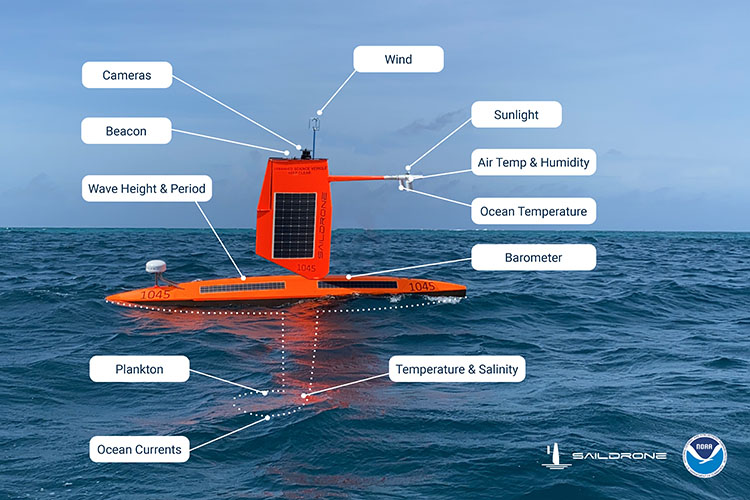 Wind
Cameras
Sunlight
Beacon
Air Temp & Humidity
Wave Height & Period
Ocean Temperature
SAILDRONE
Barometer
1045
1045
1045
Plankton
Temperature & Salinity
Ocean Currents
SAILDRONE
NOAA